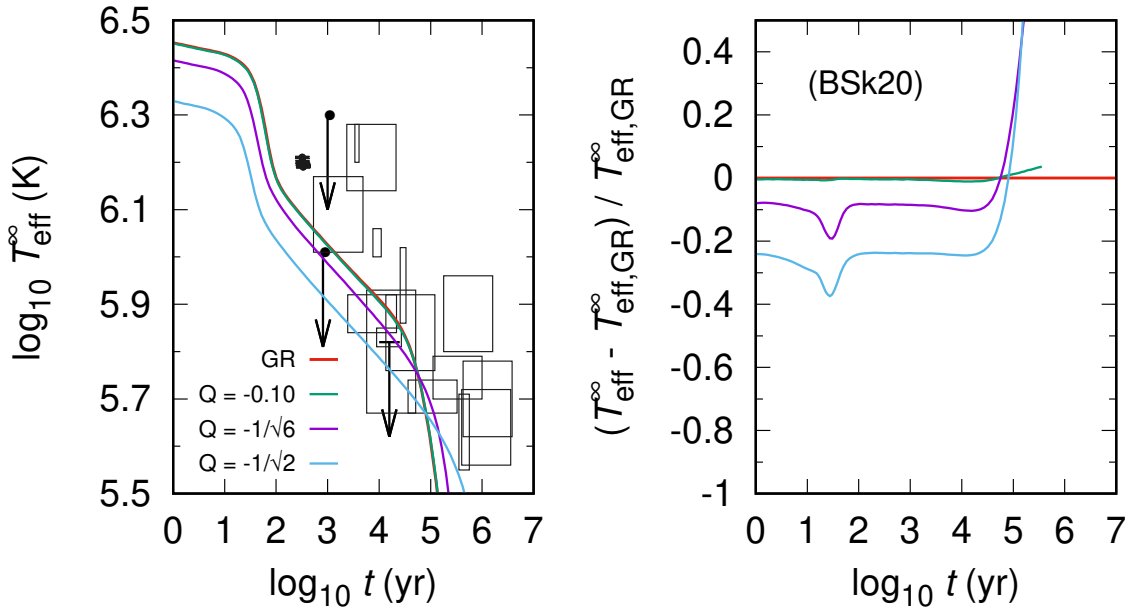 log10 T∞eff (K)
6.5
6.3
6.1
5.9
5.7
5.5
GR
Q = -0.10
Q = -1/√6
Q = -1/√2
0 1 2 3 4 5 6 7
log10 t (yr)
(T∞eff - T∞eff,GR) / T∞eff,GR
0.4
0.2
0
-0.2
-0.4
-0.6
-0.8
-1
(BSk20)
0 1 2 3 4 5 6 7
log10 t (yr)